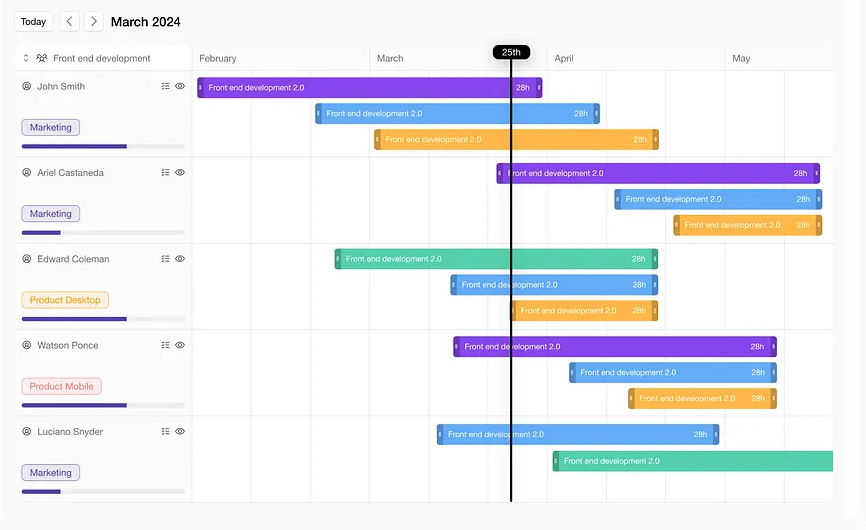 Today March 2024
Front end development February March 25th April May
John Smith
Front end development 2.0 28h
Front end development 2.0 28h
Marketing
Front end development 2.0 28h
Ariel Castaneda
Front end development 2.0 28h
Front end development 2.0 28h
Marketing
Front end development 2.0 28h
Edward Coleman
Front end development 2.0 28h
Front end development 2.0 28h
Product Desktop
Front end development 2.0 28h
Watson Ponce
Front end development 2.0 28h
Front end development 2.0 28h
Product Mobile
Front end development 2.0 28h
Luciano Snyder
Front end development 2.0 28h
Front end development 2.0
Marketing